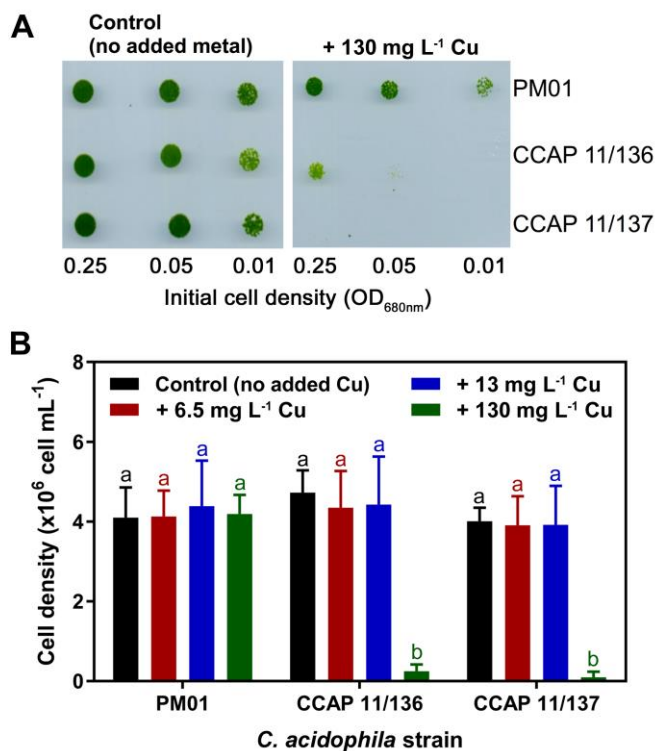 A
Control
(no added metal)
+ 130 mg L⁻¹ Cu
PM01
CCAP 11/136
CCAP 11/137
0.25 0.05 0.01 0.25 0.05 0.01
Initial cell density (OD₆₈₀ₙₘ)
B
Control (no added Cu)
+ 13 mg L⁻¹ Cu
+ 6.5 mg L⁻¹ Cu
+ 130 mg L⁻¹ Cu
Cell density (x10⁶ cell mL⁻¹)
8
6
4
2
0
a a a a
a a a b
a a a b
PM01 CCAP 11/136 CCAP 11/137
C. acidophila strain